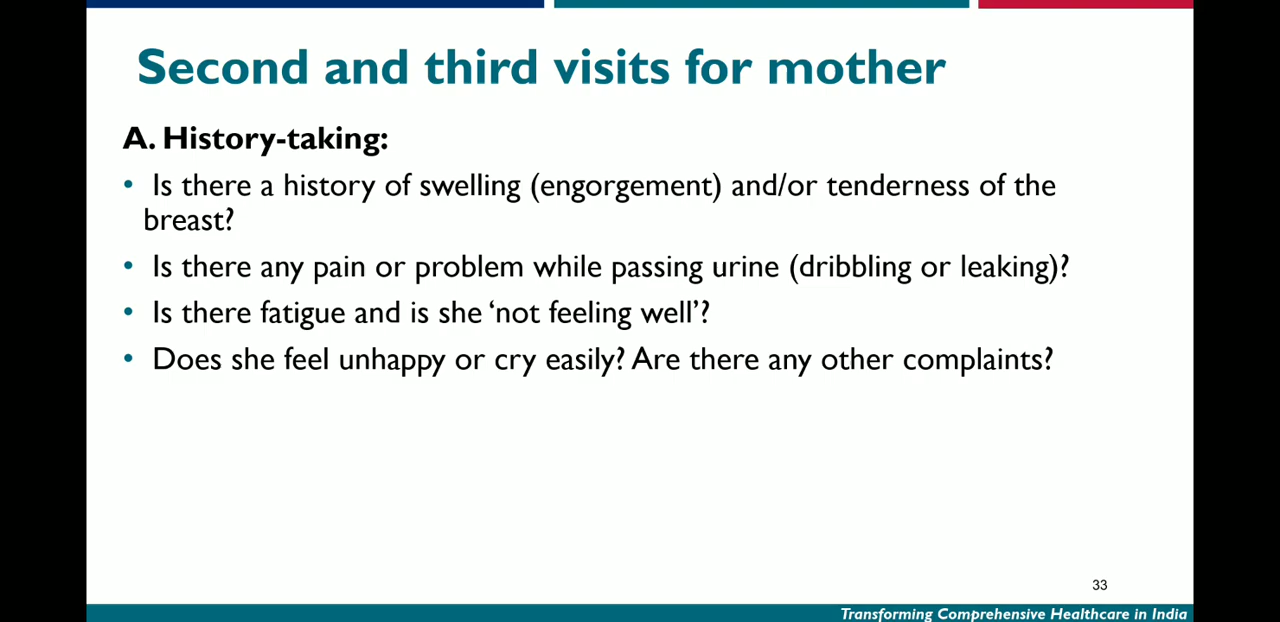 Second and third visits for mother
A. History-taking:
• Is there a history of swelling (engorgement) and/or tenderness of the
breast?
• Is there any pain or problem while passing urine (dribbling or leaking)?
• Is there fatigue and is she ‘not feeling well’?
• Does she feel unhappy or cry easily? Are there any other complaints?
33
Transforming Comprehensive Healthcare in India